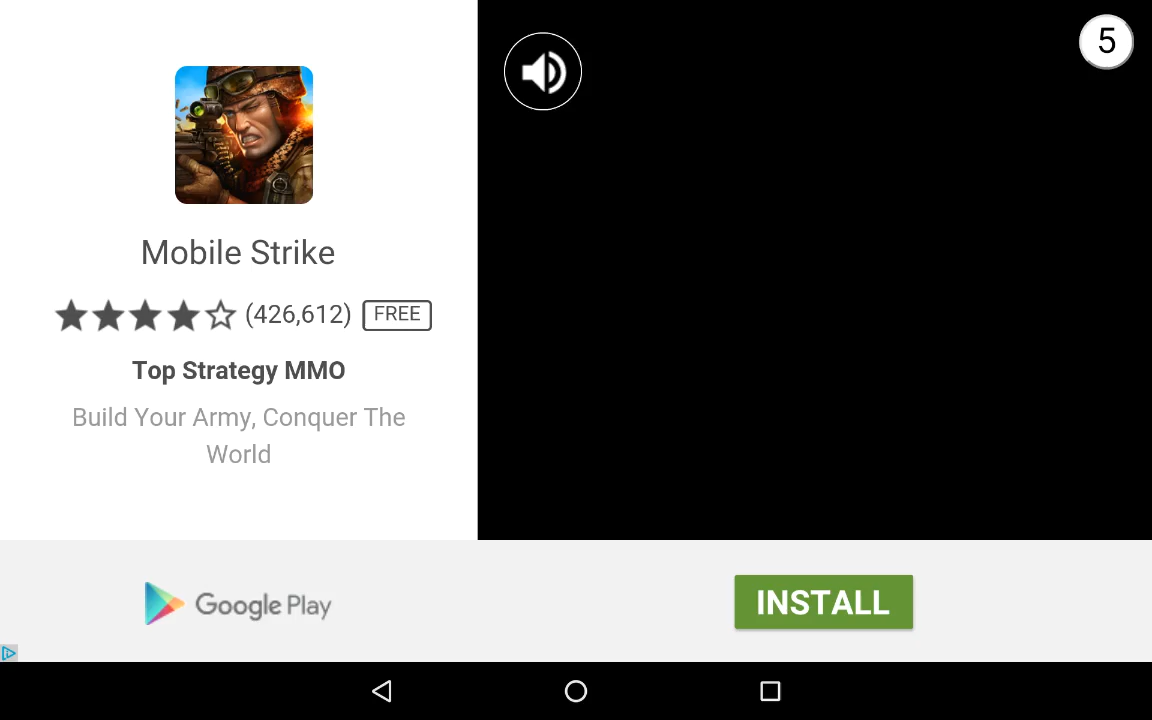 5
Mobile Strike
(426,612) FREE
Top Strategy MMO
Build Your Army, Conquer The
World
Google Play
INSTALL